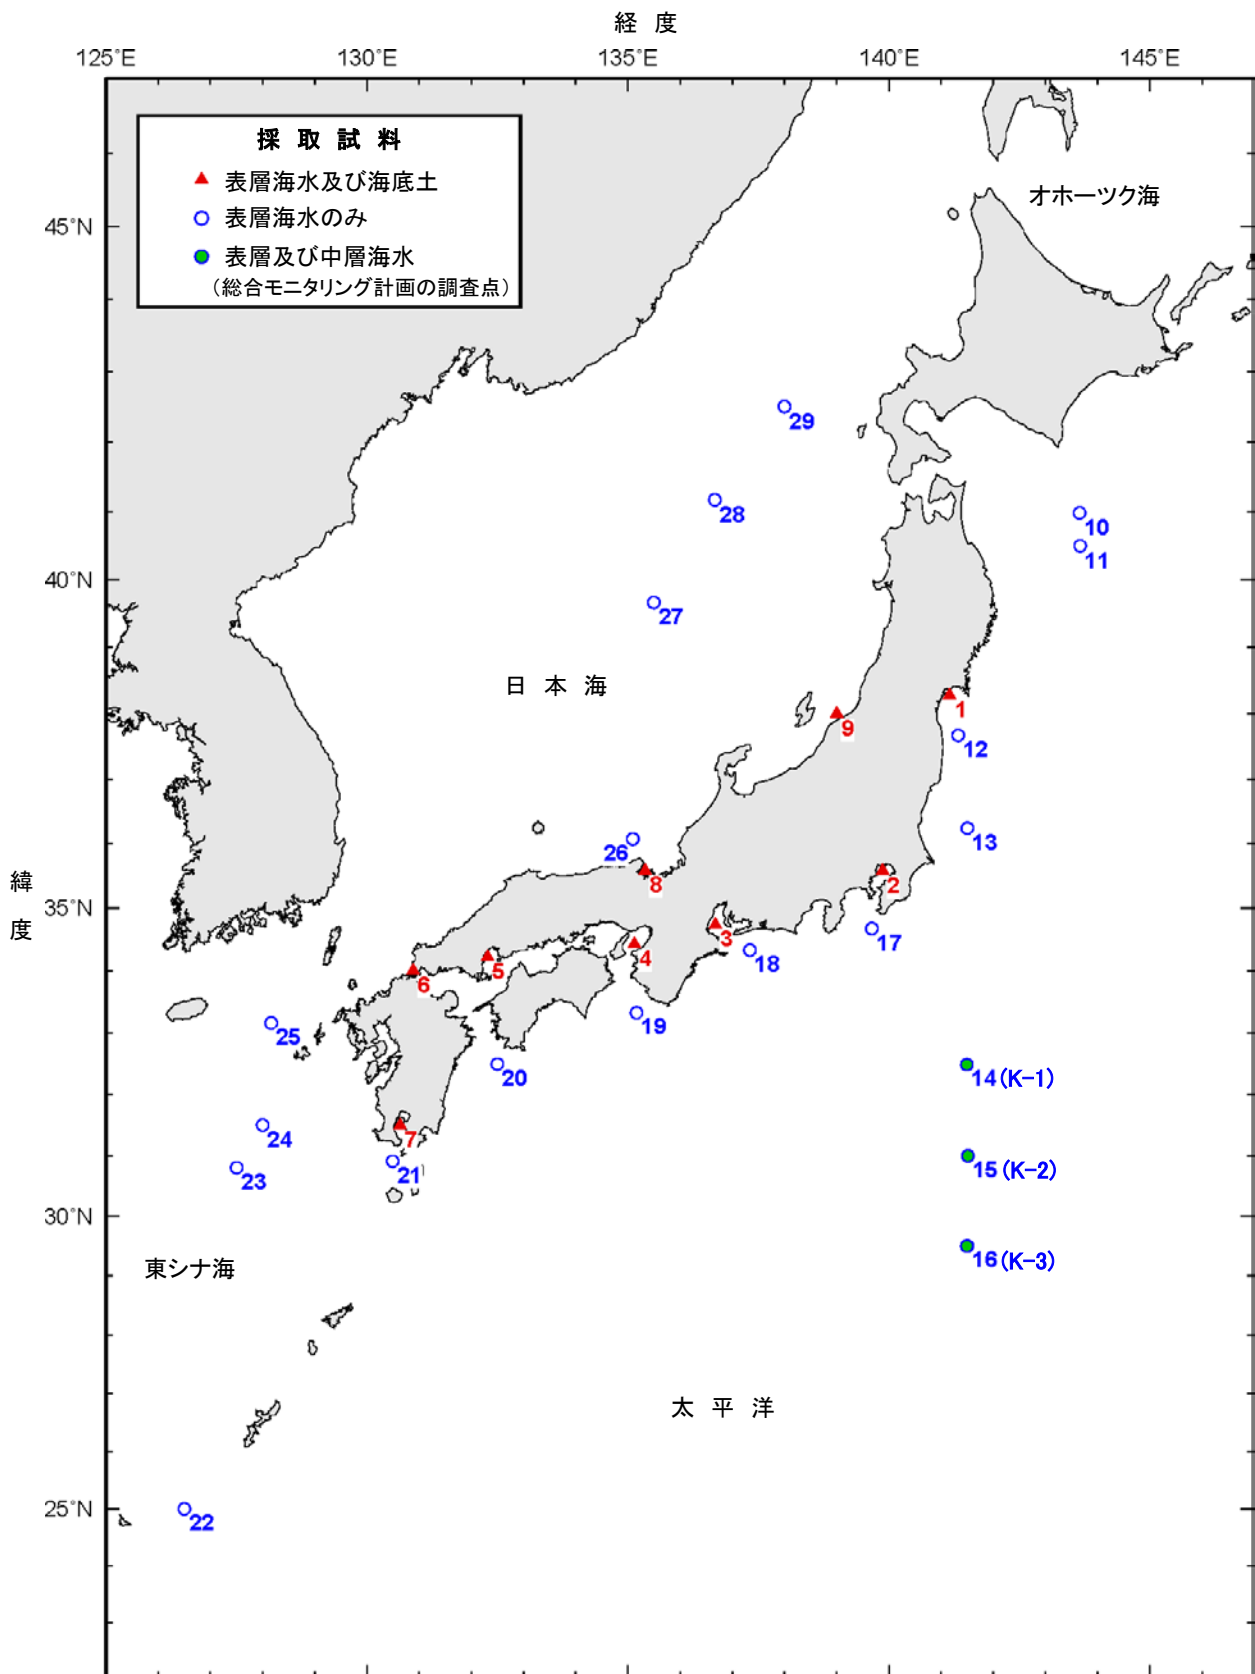 経 度
125°E
130°E
135°E
140°E
145°E
採 取 試 料
表層海水及び海底土
表層海水のみ
表層及び中層海水
（総合モニタリング計画の調査点）
オホーツク海
45°N
29
28
10
11
40°N
27
日 本 海
1
9
12
13
26
8
2
緯
度
35°N
17
3
18
4
5
6
19
25
20
14(K-1)
24
7
15(K-2)
23
21
30°N
16(K-3)
東シナ海
太 平 洋
25°N
22